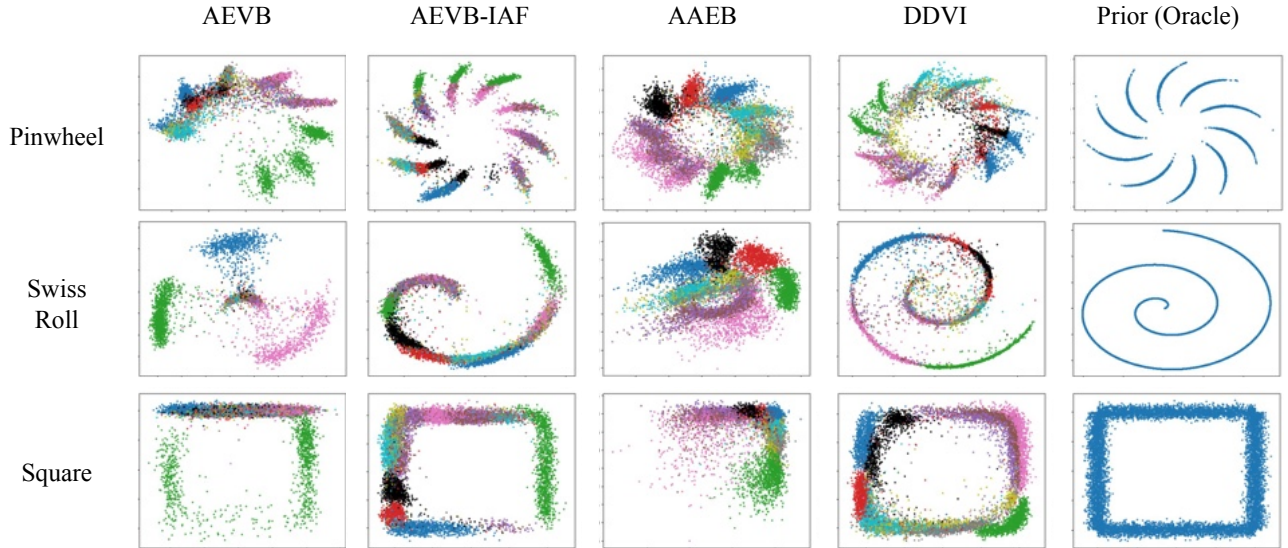 AEVB AEVB-IAF AAEB DDVI Prior (Oracle)
Pinwheel
Swiss
Roll
Square